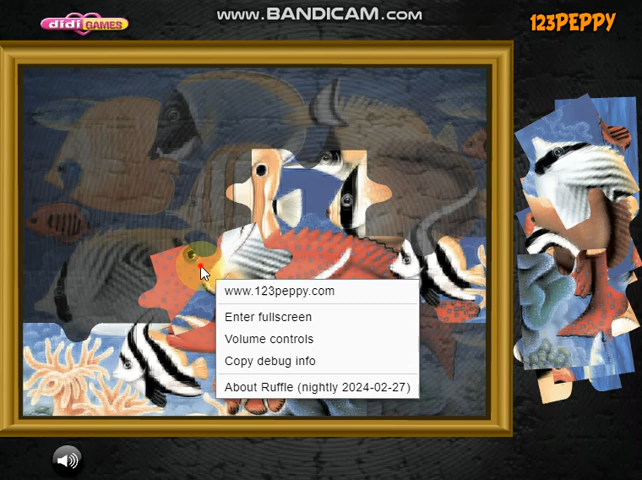 www.BANDICAM.com
didi GAMES
123PEPPY
www.123peppy.com
Enter fullscreen
Volume controls
Copy debug info
About Ruffle (nightly 2024-02-27)